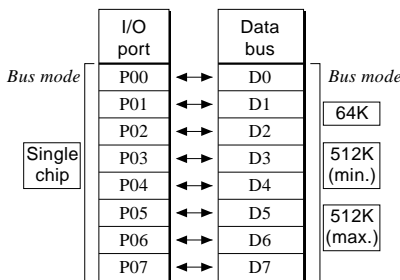 I/O
port
Data
bus
Bus mode
P00
D0
Bus mode
P01
D1
64K
P02
D2
Single
chip
P03
D3
512K
(min.)
P04
D4
P05
D5
512K
(max.)
P06
D6
P07
D7